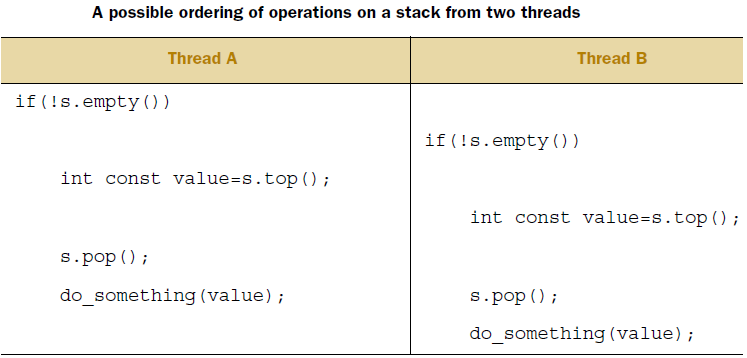 A possible ordering of operations on a stack from two threads
Thread A Thread B
if(!s.empty())
if(!s.empty())
int const value=s.top();
int const value=s.top();
s.pop();
do_something(value); s.pop();
do_something(value);